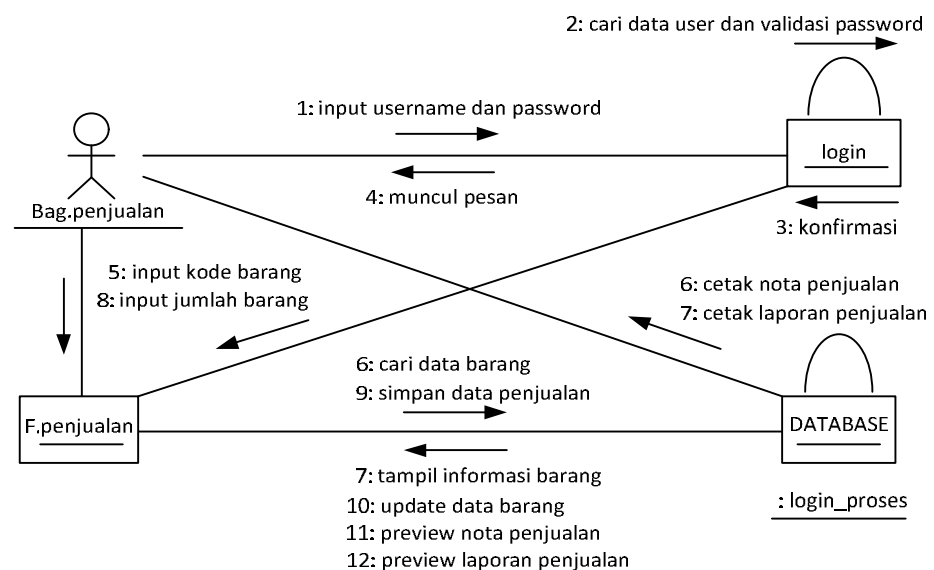 2: cari data user dan validasi password
1: input username dan password
login
4: muncul pesan
Bag.penjualan
3: konfirmasi
5: input kode barang
8: input jumlah barang
6: cetak nota penjualan
7: cetak laporan penjualan
6: cari data barang
9: simpan data penjualan
F.penjualan
DATABASE
7: tampil informasi barang
10: update data barang
11: preview nota penjualan
12: preview laporan penjualan
: login_proses